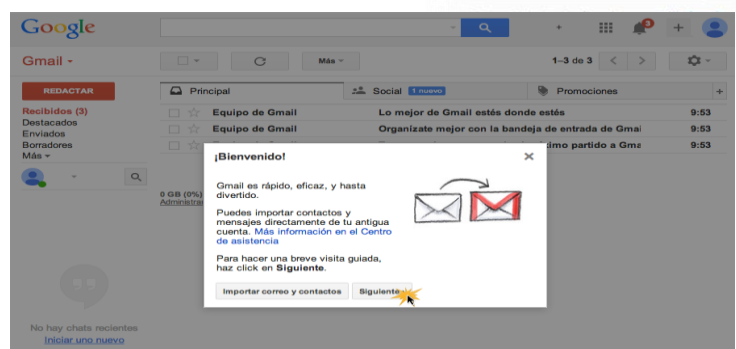 Google
Gmail
Más
1–3 de 3
REDACTAR
Principal
Social 1 nuevo
Promociones
+
Recibidos (3)
Destacados
Enviados
Borradores
Más
Equipo de Gmail Lo mejor de Gmail estés donde estés 9:53
Equipo de Gmail Organízate mejor con la bandeja de entrada de Gmai 9:53
partido a Gma 9:53
0 GB (0%)
¡Bienvenido!
Gmail es rápido, eficaz, y hasta
divertido.
Puedes importar contactos y
mensajes directamente de tu antigua
cuenta. Más información en el Centro
de asistencia
Para hacer una breve visita guiada,
haz click en Siguiente.
Importar correo y contactos
Siguiente
No hay chats recientes
Iniciar uno nuevo